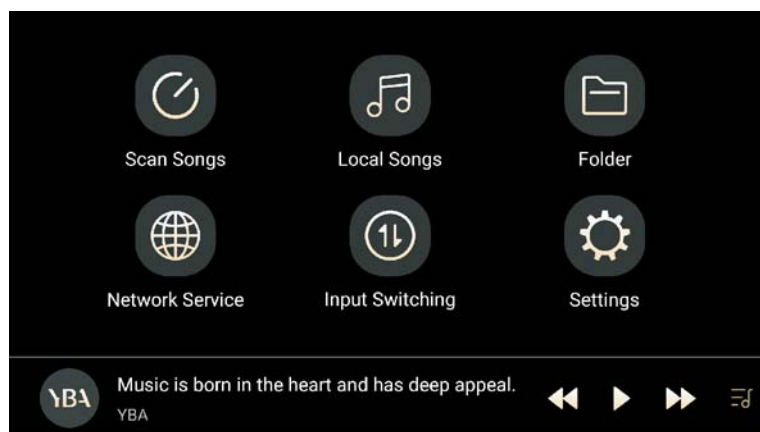 Scan Songs
Local Songs
Folder
Network Service
Input Switching
Settings
YBA
Music is born in the heart and has deep appeal.
YBA